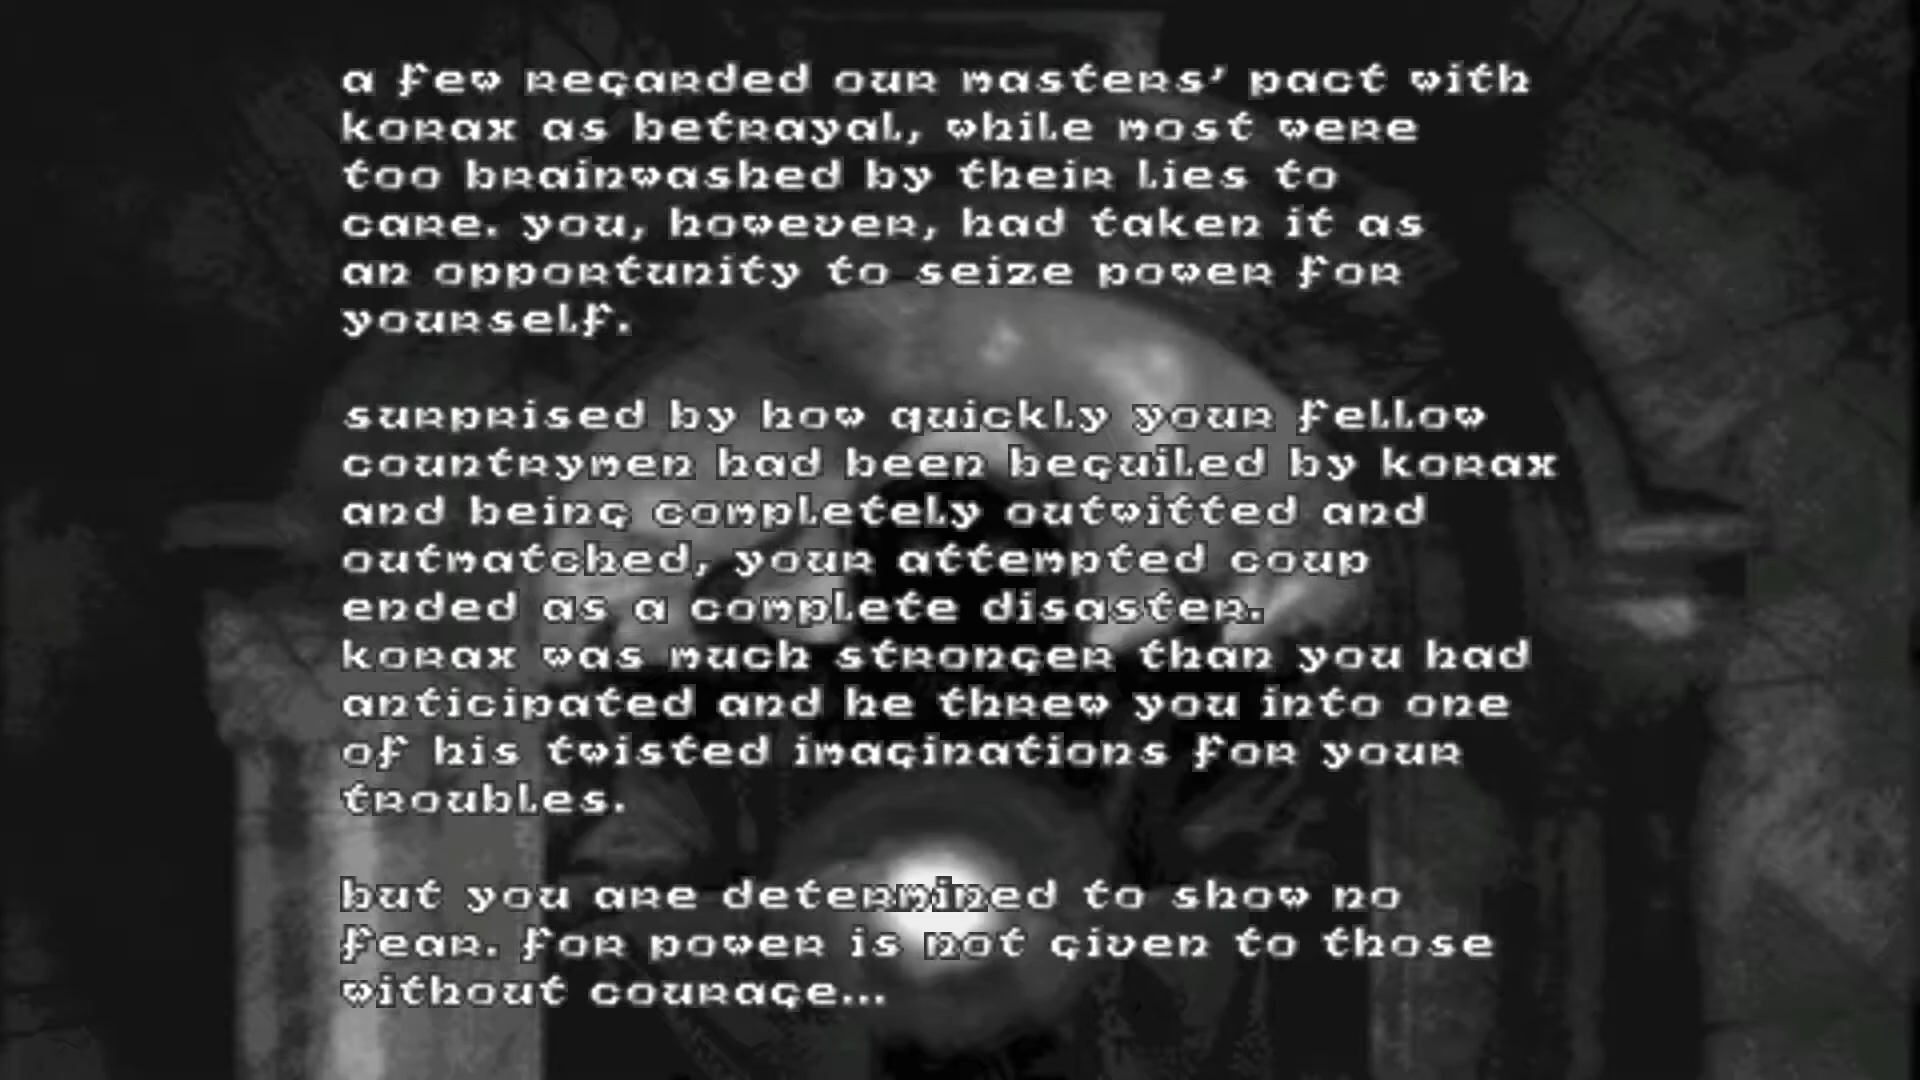 a few regarded our masters' pact with
korax as betrayal, while most were
too brainwashed by their lies to
care. you, however, had taken it as
an opportunity to seize power for
yourself.

surprised by how quickly your fellow
countrymen had been beguiled by korax
and being completely outwitted and
outmatched, your attempted coup
ended as a complete disaster.
korax was much stronger than you had
anticipated and he threw you into one
of his twisted imaginations for your
troubles.

but you are determined to show no
fear. for power is not given to those
without courage...